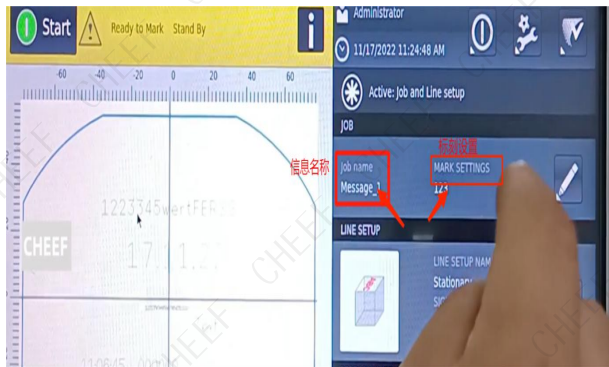 Start
Ready to Mark Stand By
Administrator
11/17/2022 11:24:48 AM
-60 -40 -20 0 20 40 60
Active: Job and Line setup
JOB
标刻设置
信息名称
Job name
MARK SETTINGS
Message_1
123
LINE SETUP
CHEEF
LINE SETUP NAM
Stationary